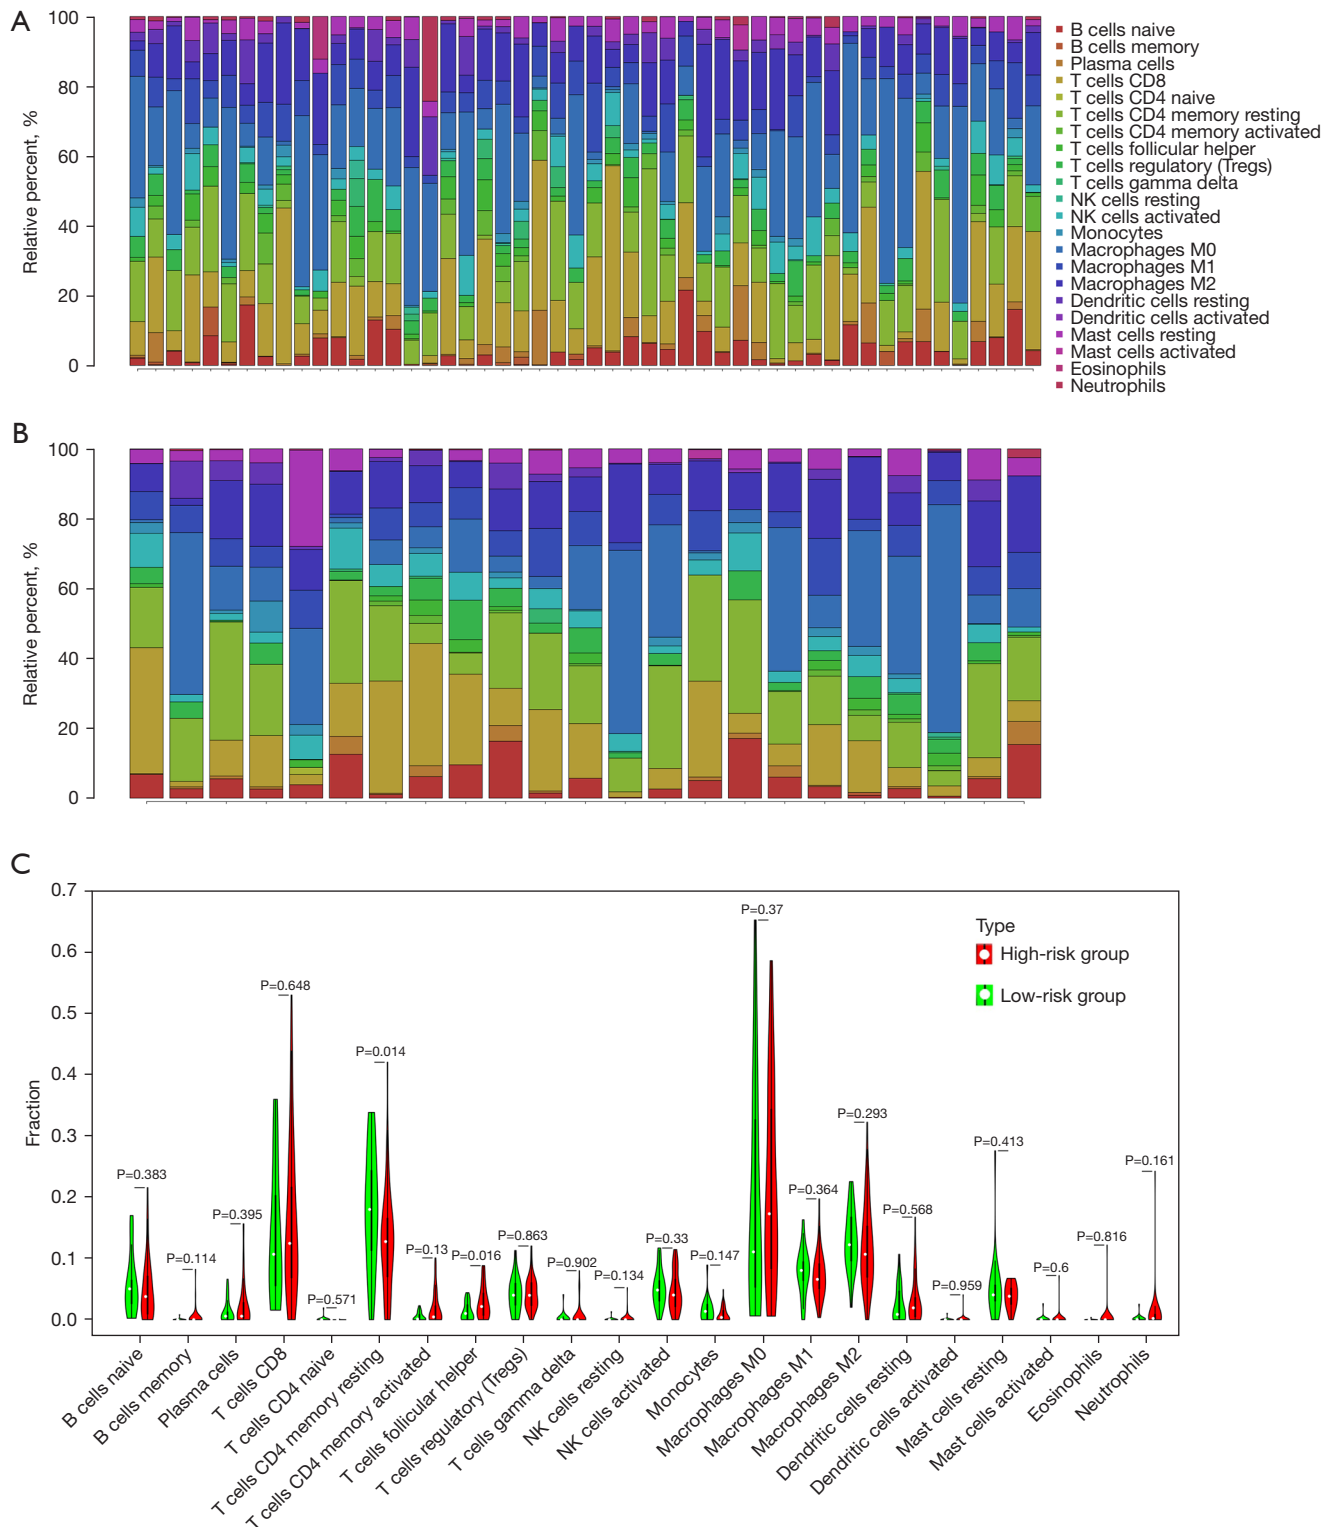 A
100
80
60
40
20
0
Relative percent, %
B cells naive
B cells memory
Plasma cells
T cells CD8
T cells CD4 naive
T cells CD4 memory resting
T cells CD4 memory activated
T cells follicular helper
T cells regulatory (Tregs)
T cells gamma delta
NK cells resting
NK cells activated
Monocytes
Macrophages M0
Macrophages M1
Macrophages M2
Dendritic cells resting
Dendritic cells activated
Mast cells resting
Mast cells activated
Eosinophils
Neutrophils
B
100
80
60
40
20
0
Relative percent, %
C
0.7
0.6
0.5
0.4
0.3
0.2
0.1
0.0
Fraction
Type
High-risk group
Low-risk group
P=0.383
P=0.114
P=0.395
P=0.648
P=0.571
P=0.014
P=0.13
P=0.016
P=0.863
P=0.902
P=0.134
P=0.33
P=0.147
P=0.37
P=0.364
P=0.293
P=0.568
P=0.959
P=0.413
P=0.6
P=0.816
P=0.161
B cells naive
B cells memory
Plasma cells
T cells CD8
T cells CD4 naive
T cells CD4 memory resting
T cells CD4 memory activated
T cells follicular helper
T cells regulatory (Tregs)
T cells gamma delta
NK cells resting
NK cells activated
Monocytes
Macrophages M0
Macrophages M1
Macrophages M2
Dendritic cells resting
Dendritic cells activated
Mast cells resting
Mast cells activated
Eosinophils
Neutrophils